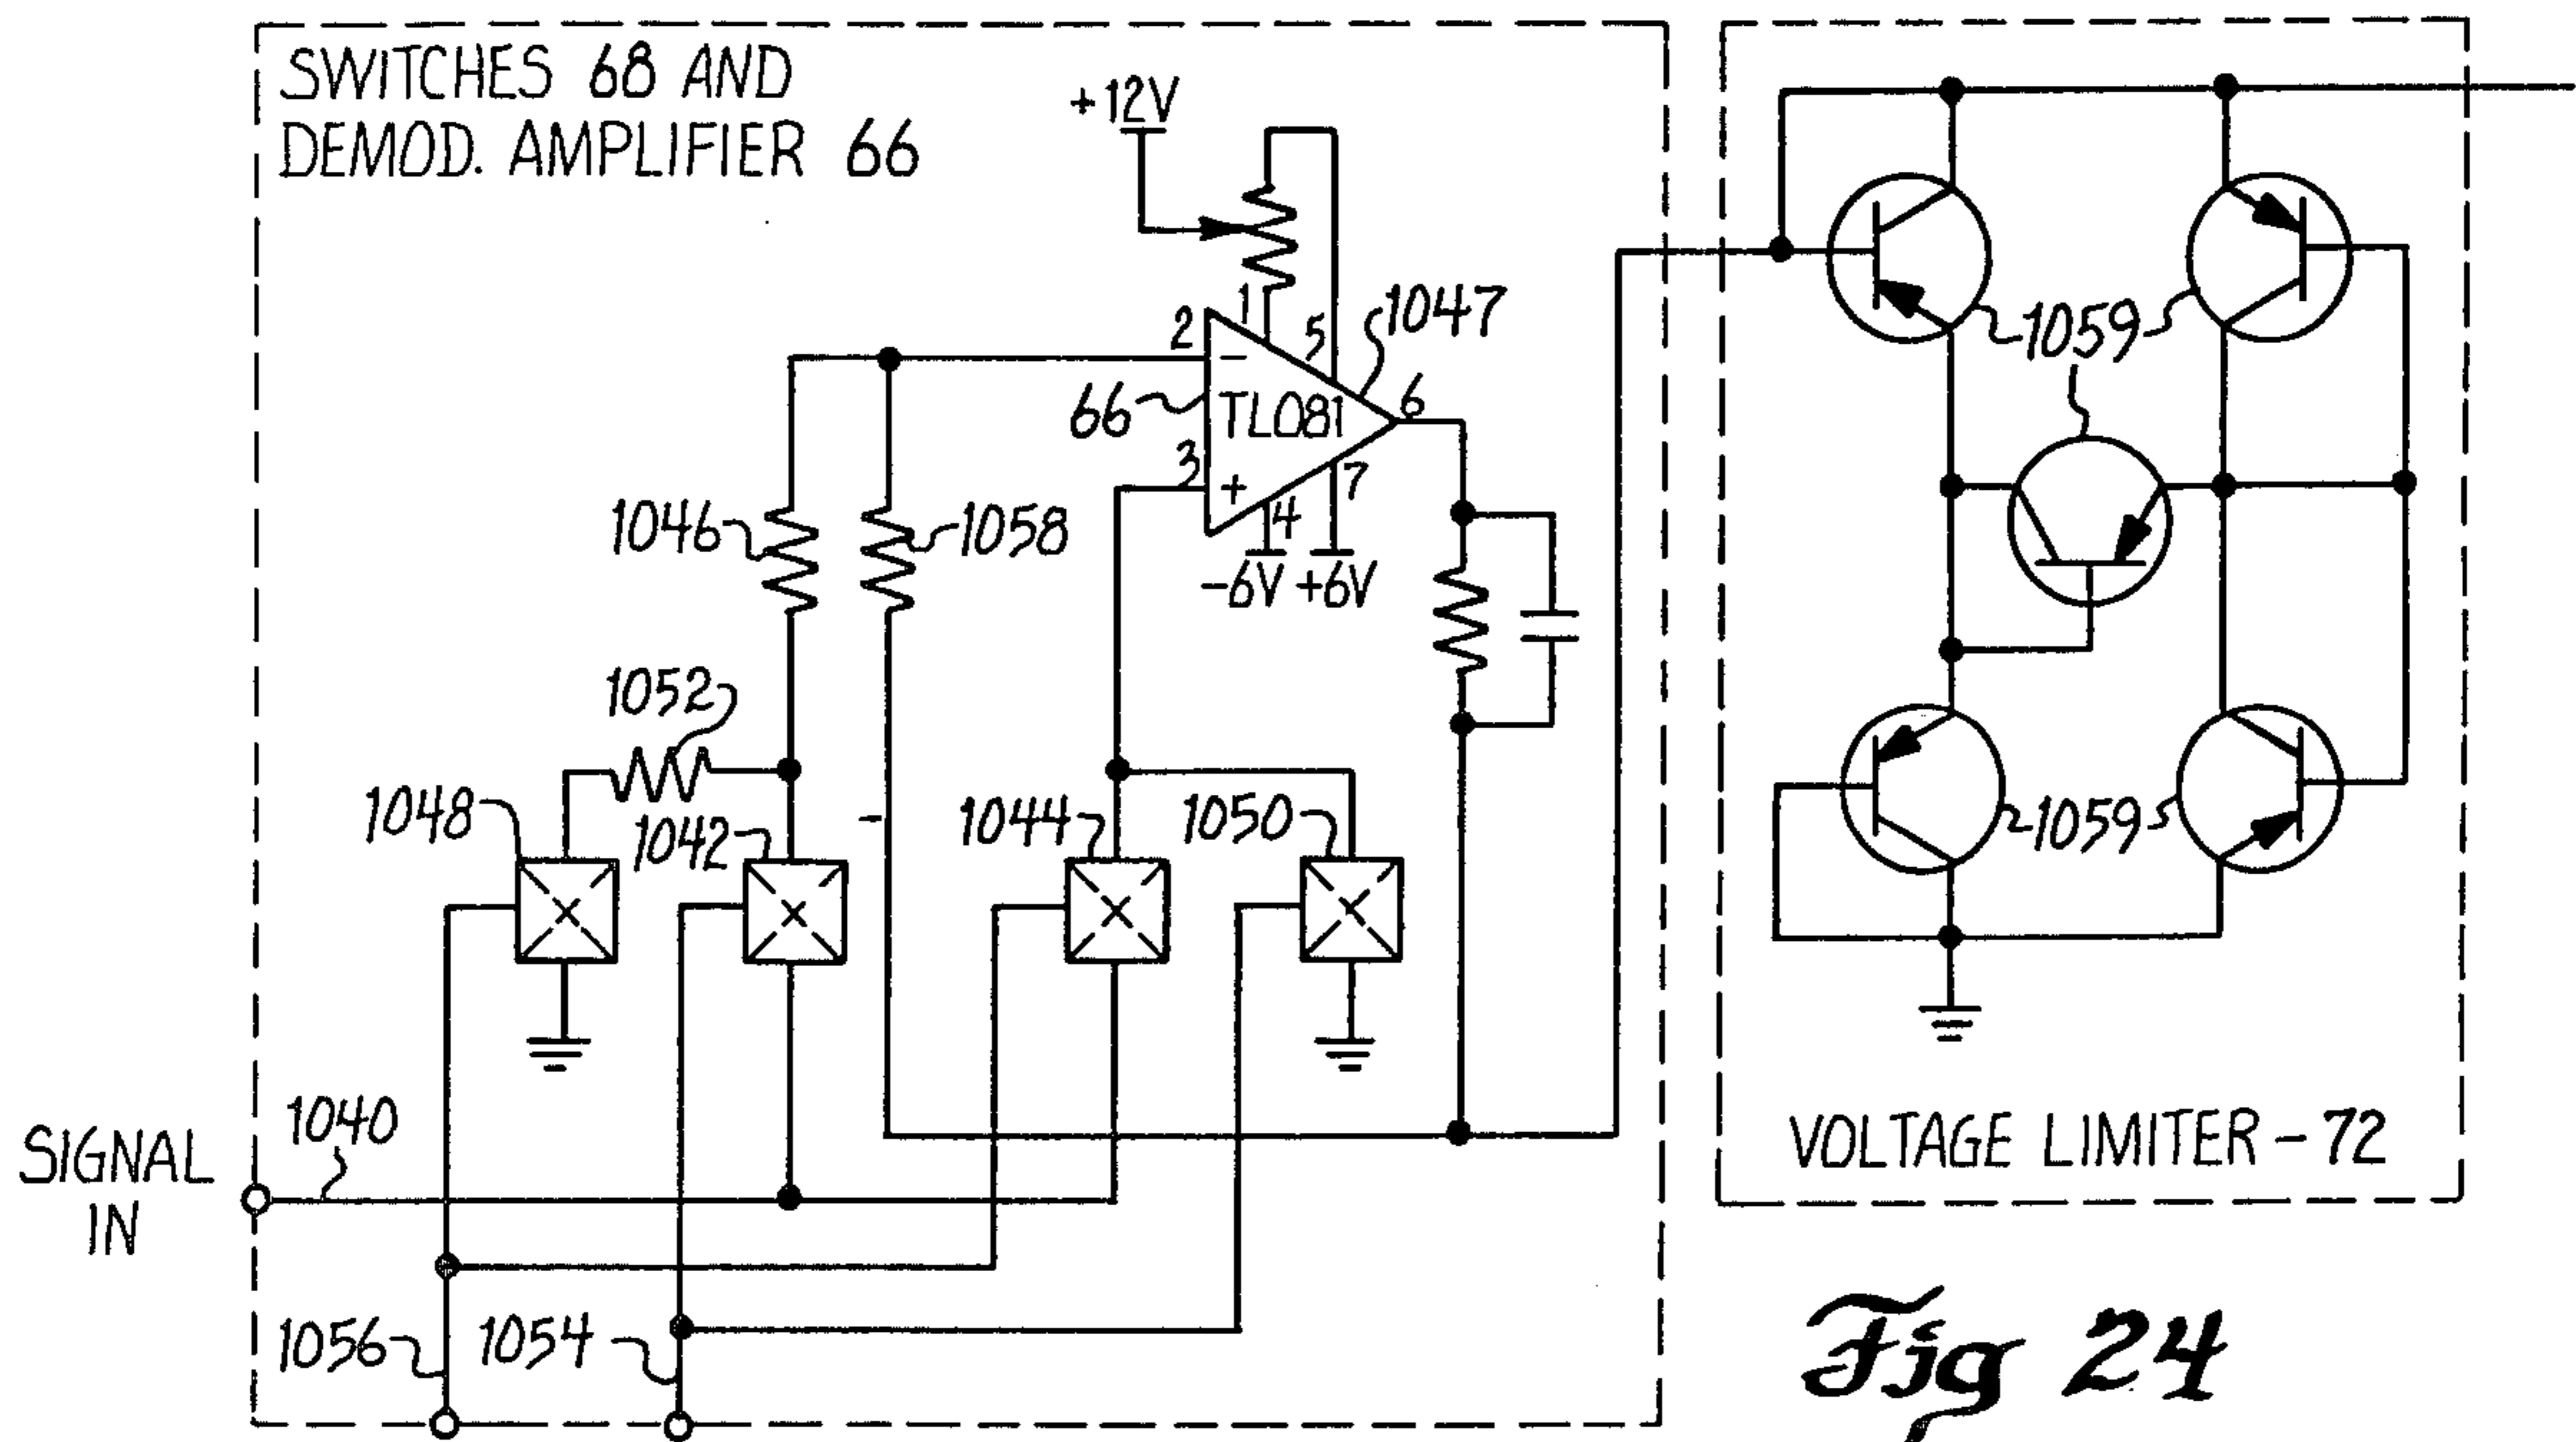 SWITCHES 68 AND
DEMOD. AMPLIFIER 66
+12V
1
5
1047
2
−
66
TL081
6
3
+
4
7
-6V +6V
1046
1058
1052
1048
1042
1044
1050
1040
SIGNAL
IN
1056
1054
1059
1059
VOLTAGE LIMITER - 72
Fig 24